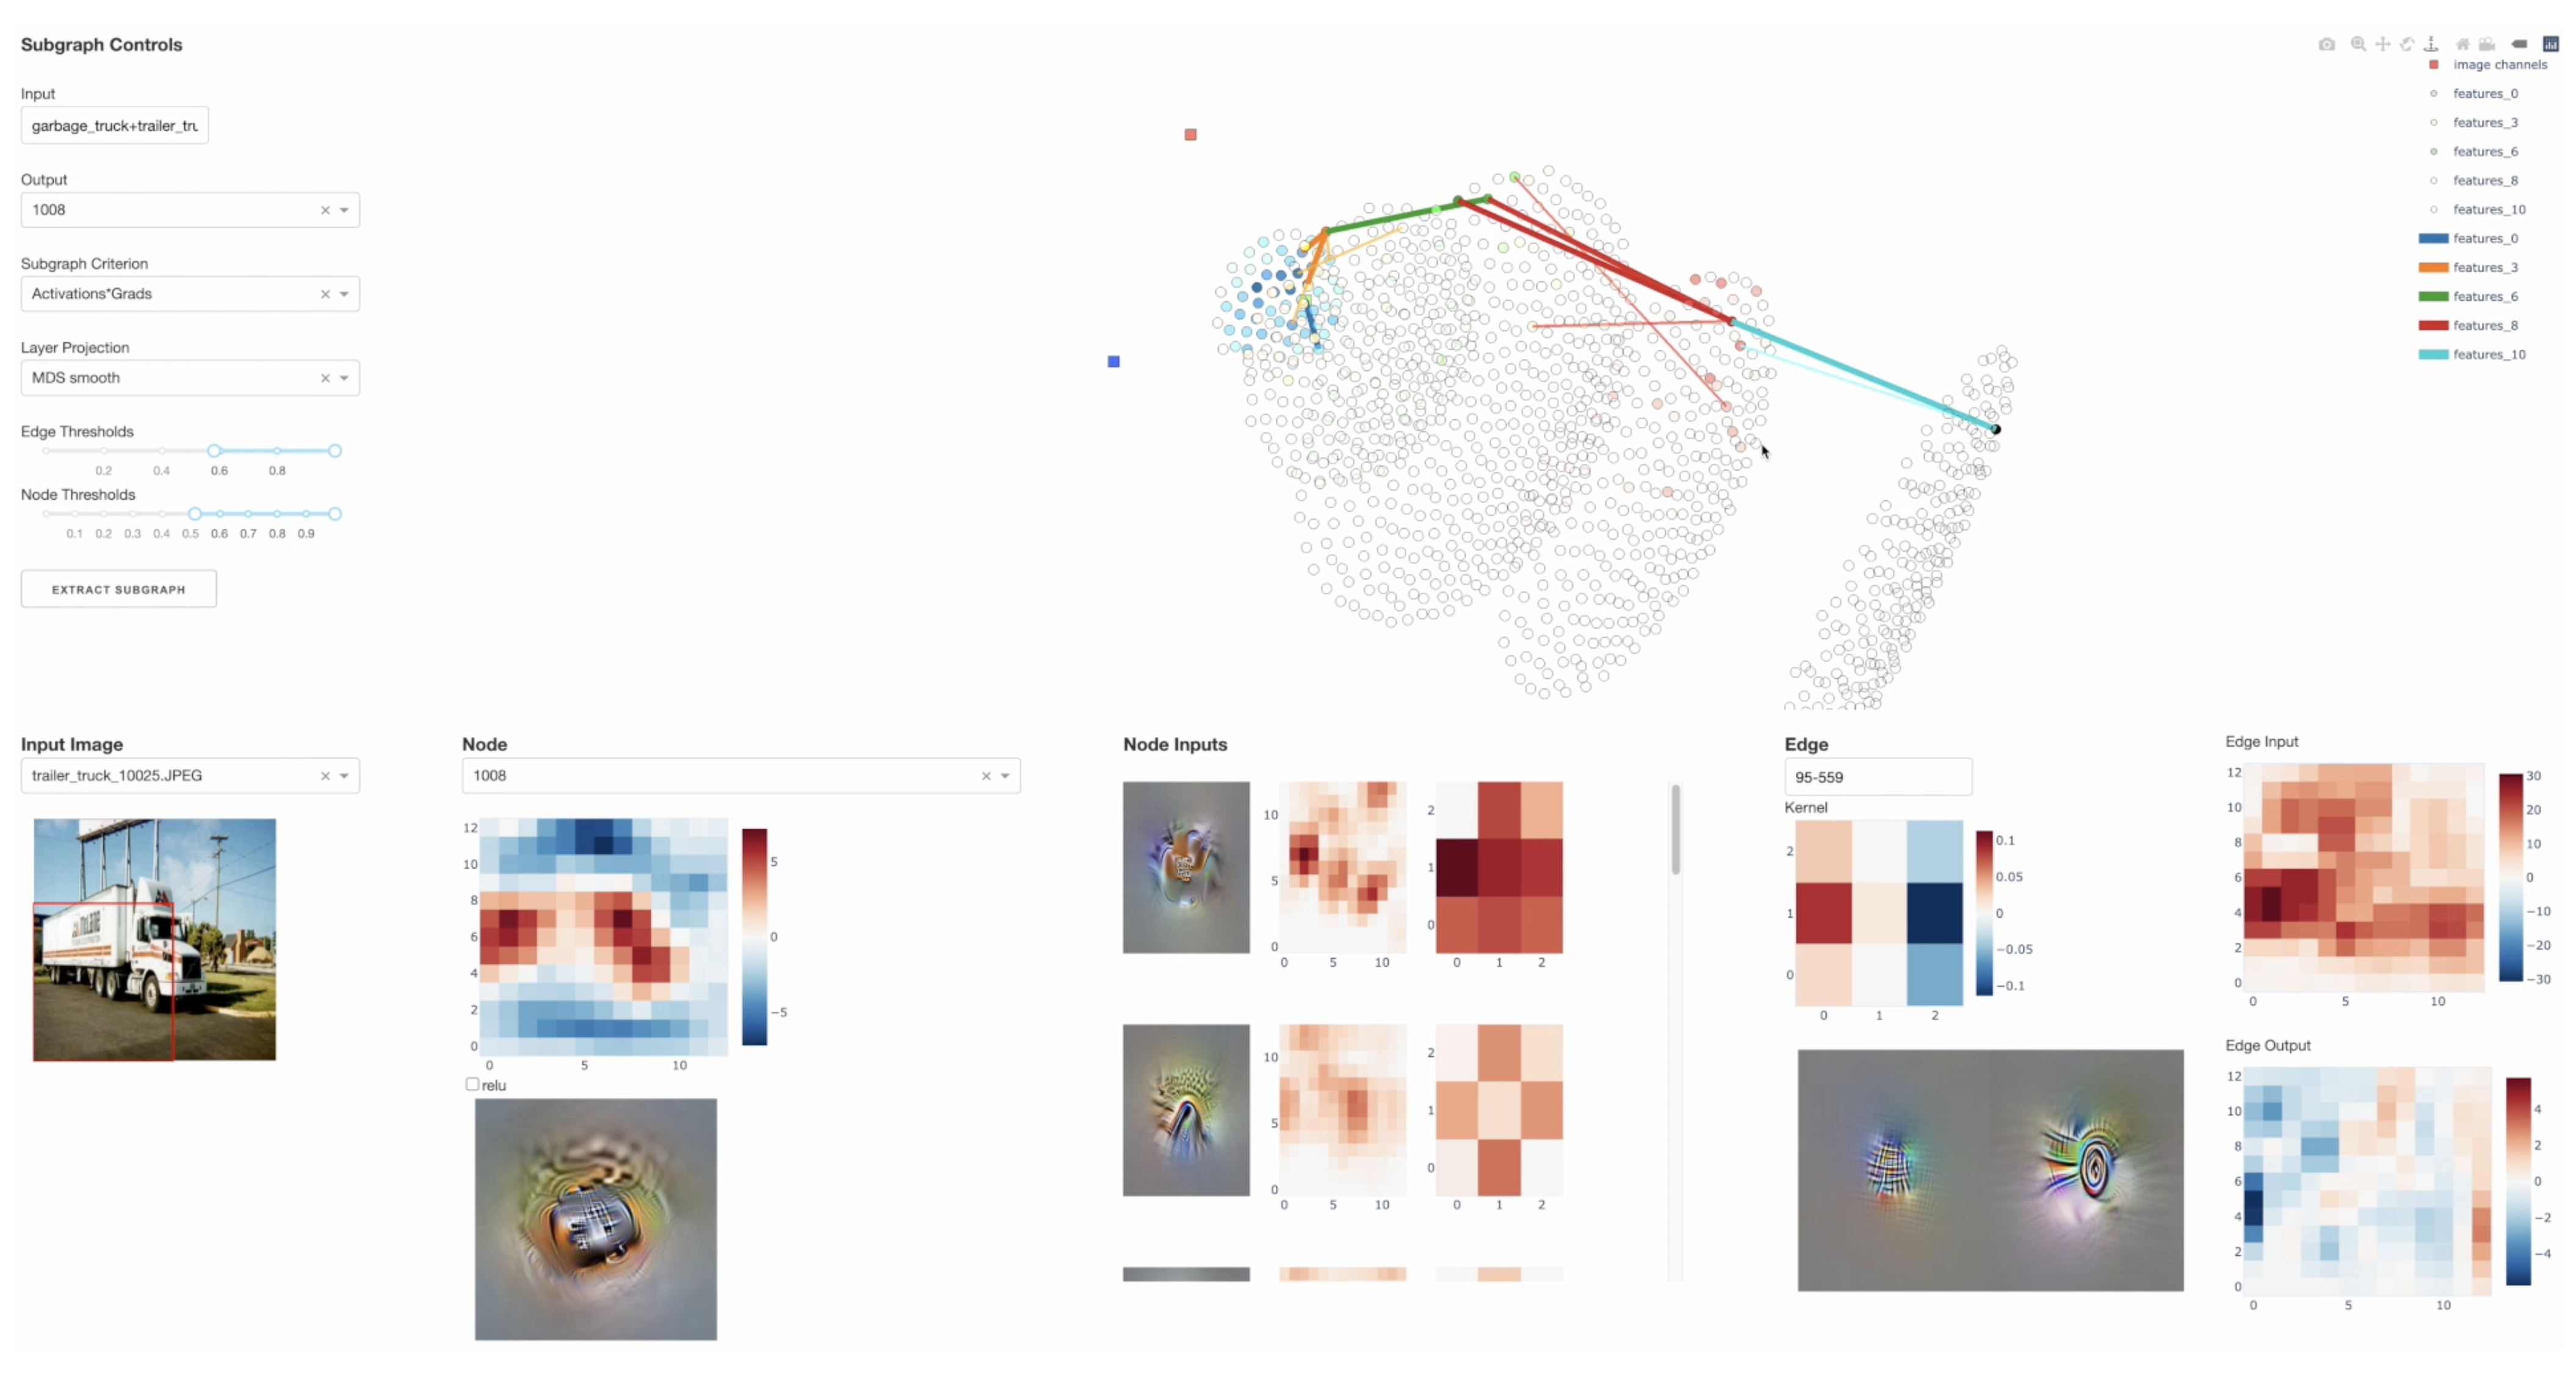 Subgraph Controls
Input
garbage_truck+trailer_tru
Output
1008
Subgraph Criterion
Activations*Grads
Layer Projection
MDS smooth
Edge Thresholds
0.2 0.4 0.6 0.8
Node Thresholds
0.1 0.2 0.3 0.4 0.5 0.6 0.7 0.8 0.9
EXTRACT SUBGRAPH
image channels
features_0
features_3
features_6
features_8
features_10
features_0
features_3
features_6
features_8
features_10
Input Image
trailer_truck_10025.JPEG
Node
1008
12
10
8
6
4
2
0
0 5 10
5
0
−5
relu
Node Inputs
10
5
0
0 5 10
2
1
0
0 1 2
10
5
0
0 5 10
2
1
0
0 1 2
Edge
95-559
Kernel
2
1
0
0 1 2
0.1
0.05
0
−0.05
−0.1
Edge Input
12
10
8
6
4
2
0
0 5 10
30
20
10
0
−10
−20
−30
Edge Output
12
10
8
6
4
2
0
0 5 10
4
2
0
−2
−4